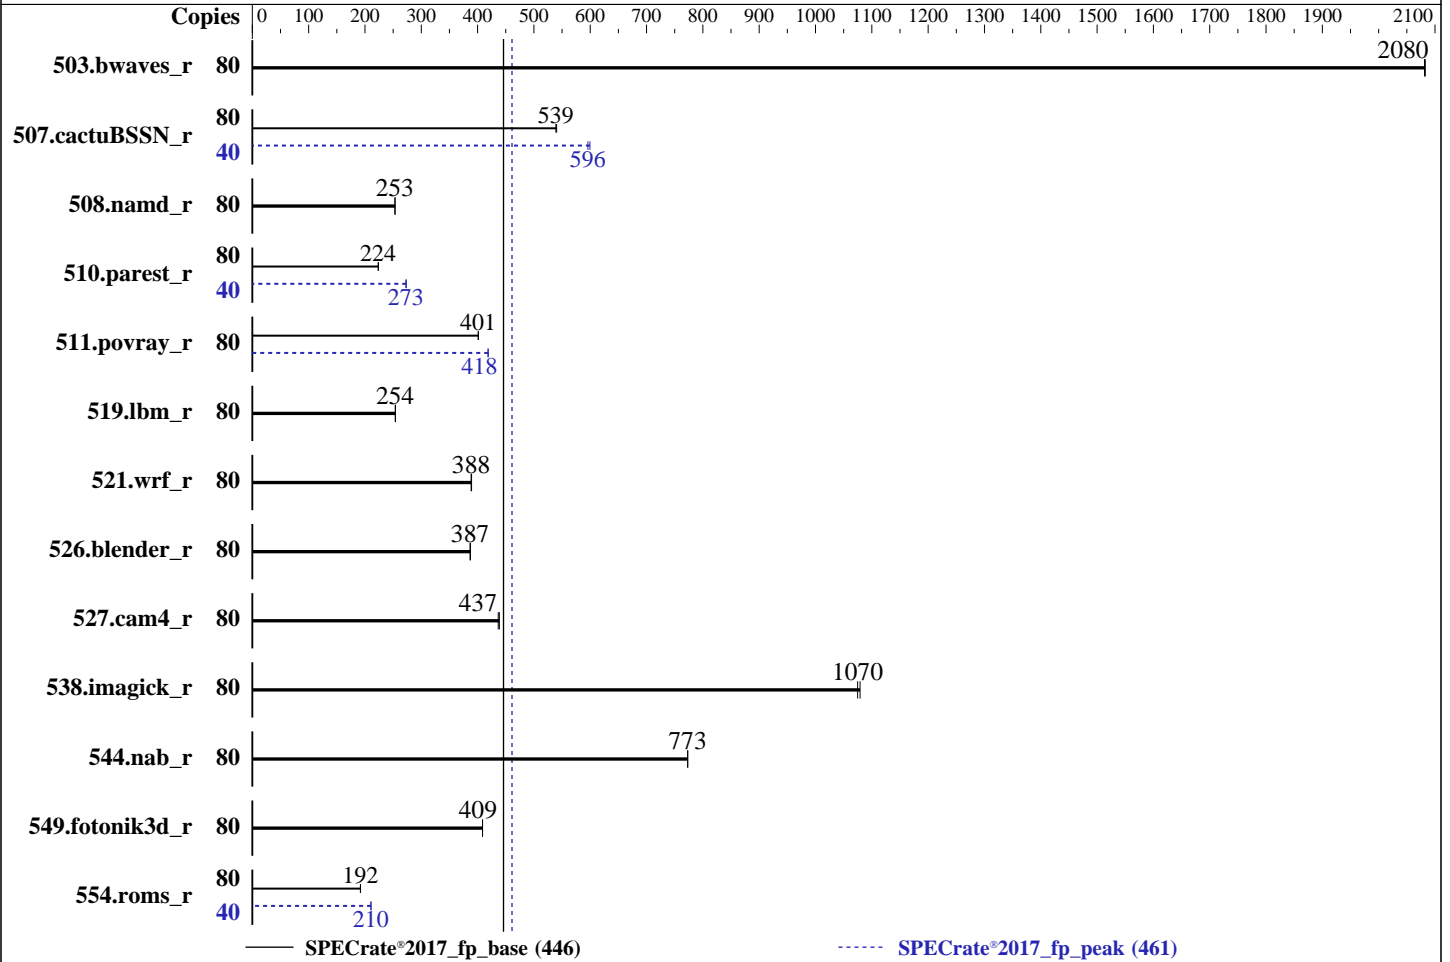 Copies 0 100 200 300 400 500 600 700 800 900 1000 1100 1200 1300 1400 1500 1600 1700 1800 1900 2100
2080
503.bwaves_r 80
80 539
507.cactuBSSN_r
40 596
253
508.namd_r 80
80 224
510.parest_r
40 273
401
511.povray_r 80
418
254
519.lbm_r 80
388
521.wrf_r 80
387
526.blender_r 80
437
527.cam4_r 80
1070
538.imagick_r 80
773
544.nab_r 80
409
549.fotonik3d_r 80
80 192
554.roms_r
40 210
SPECrate®2017_fp_base (446) SPECrate®2017_fp_peak (461)